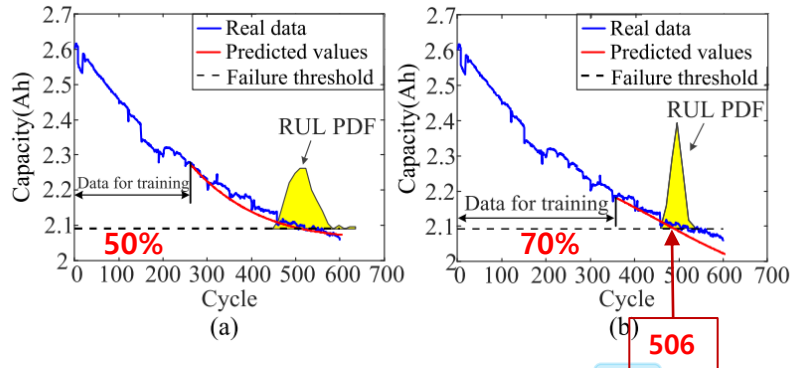 2.7
2.6
2.5
2.4
2.3
2.2
2.1
2
Capacity(Ah)
Real data
Predicted values
Failure threshold
RUL PDF
Data for training
50%
0 100 200 300 400 500 600 700
Cycle
(a)
2.7
2.6
2.5
2.4
2.3
2.2
2.1
2
Capacity(Ah)
Real data
Predicted values
Failure threshold
RUL PDF
Data for training
70%
0 100 200 300 400 500 600 700
Cycle
(b)
506